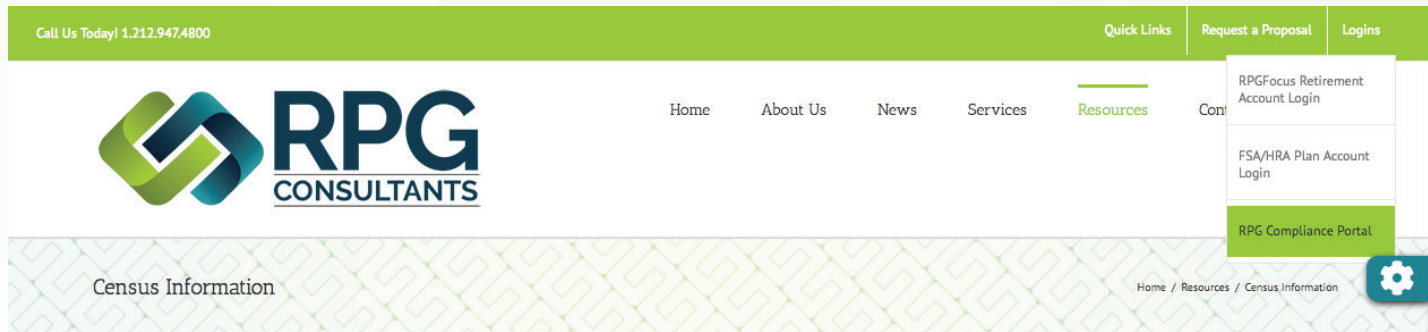 Call Us Today! 1.212.947.4800
Quick Links
Request a Proposal
Logins
RPG
CONSULTANTS
Home
About Us
News
Services
Resources
RPGFocus Retirement
Account Login
FSA/HRA Plan Account
Login
RPG Compliance Portal
Census Information
Home / Resources / Census Information